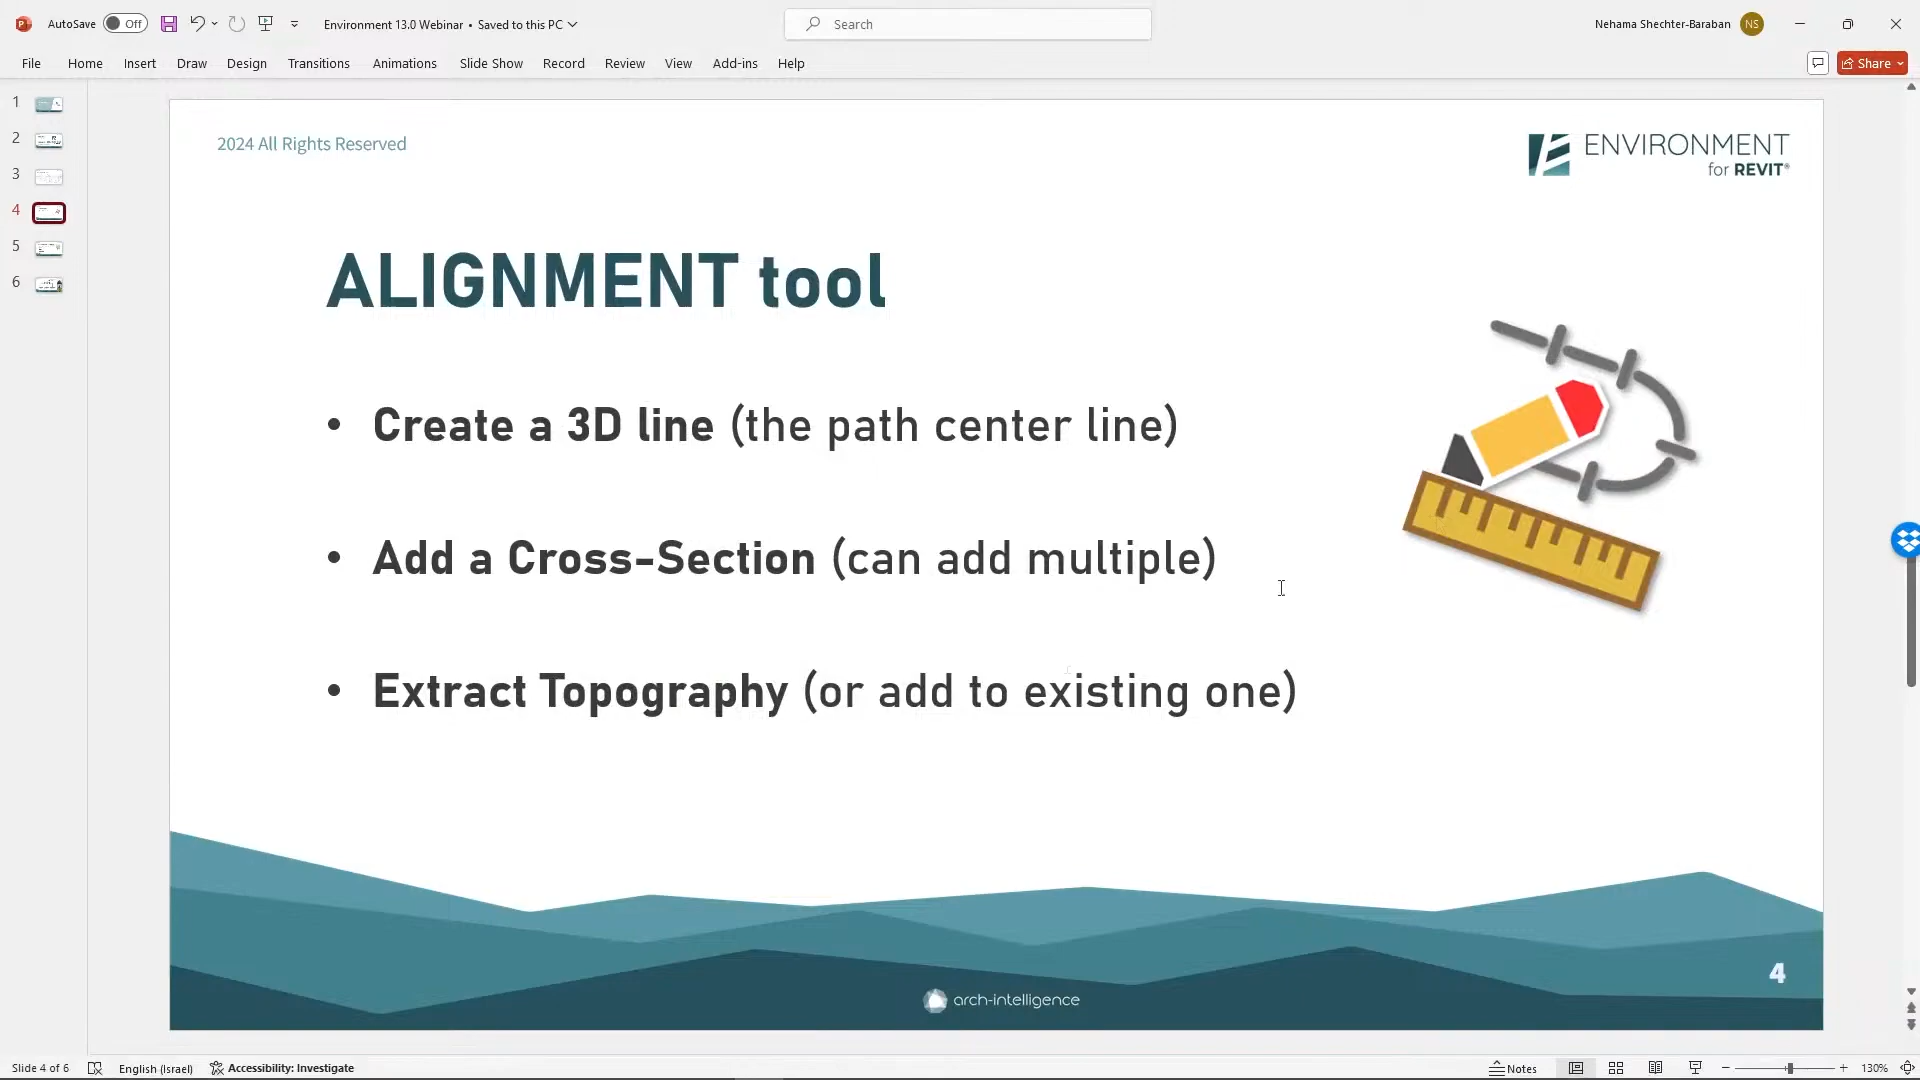 AutoSave Off Environment 13.0 Webinar • Saved to this PC Search Nehama Shechter-Baraban NS
File Home Insert Draw Design Transitions Animations Slide Show Record Review View Add-ins Help Share
1
2
3
4
5
6
2024 All Rights Reserved
ENVIRONMENT
for REVIT®
ALIGNMENT tool
• Create a 3D line (the path center line)
• Add a Cross-Section (can add multiple)
• Extract Topography (or add to existing one)
4
arch-intelligence
Slide 4 of 6 English (Israel) Accessibility: Investigate Notes 130%